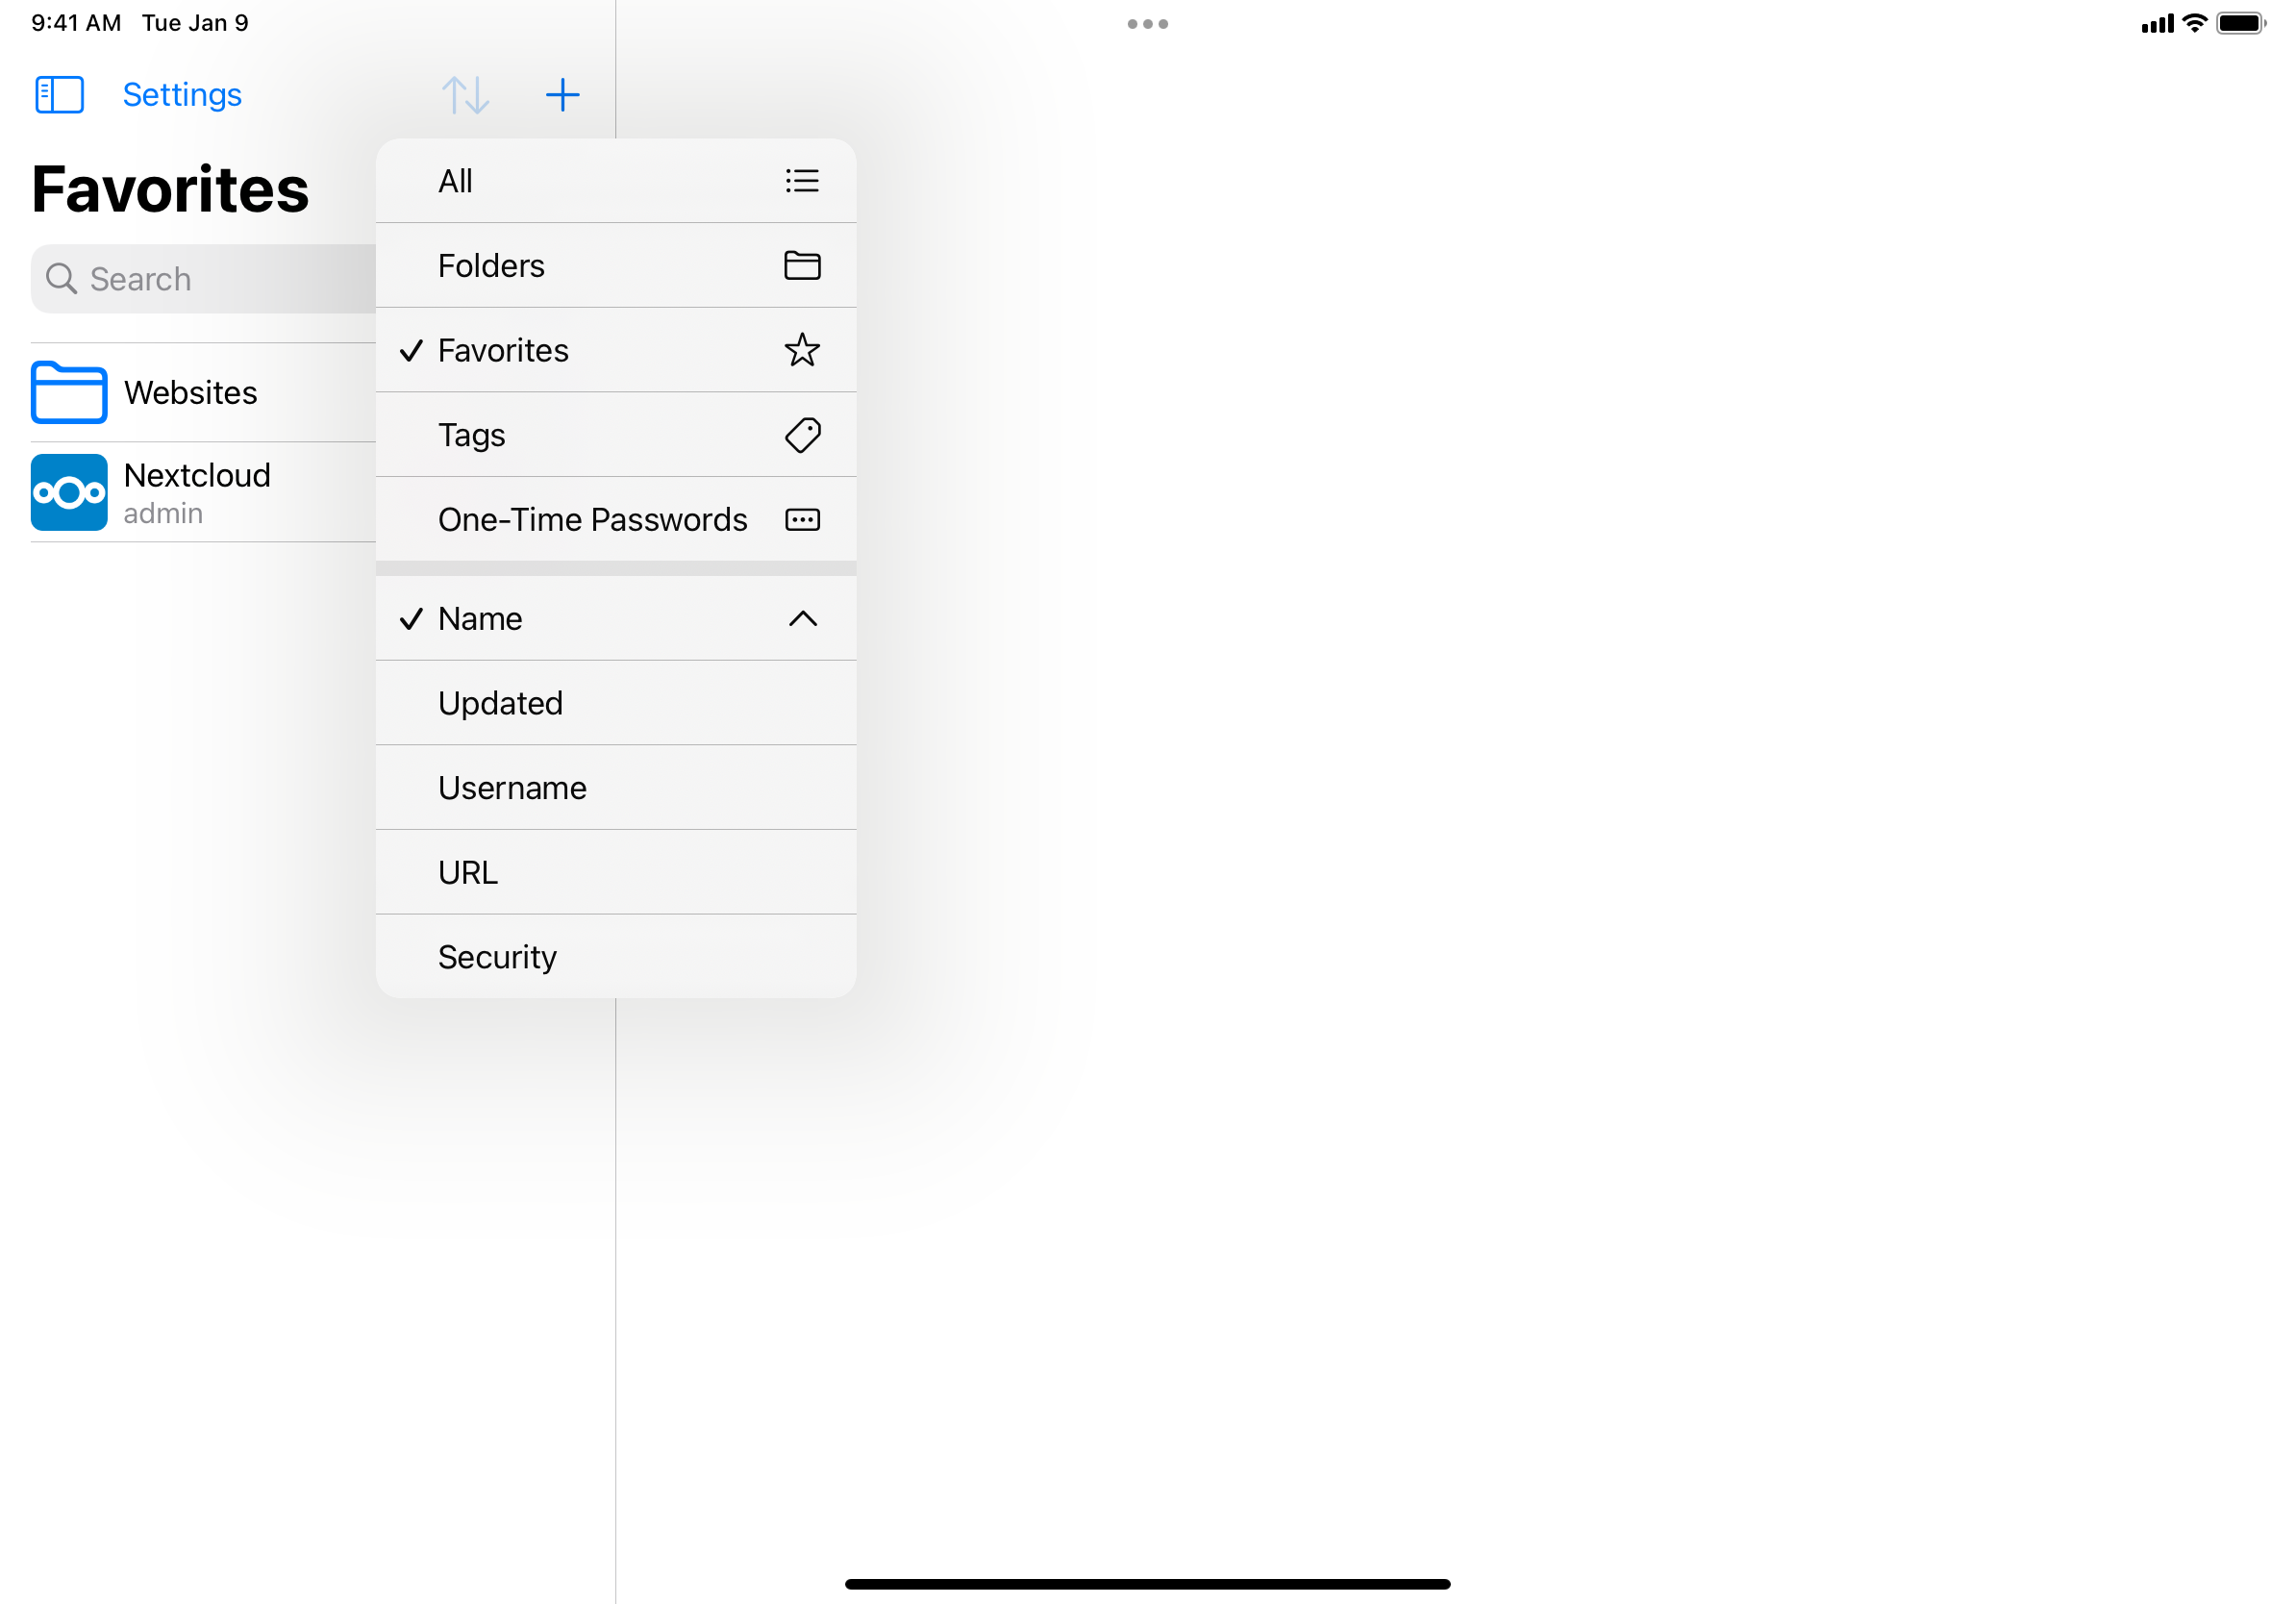 9:41 AM Tue Jan 9
Settings
Favorites
Search
Websites
Nextcloud
admin
All
Folders
Favorites
Tags
One-Time Passwords
Name
Updated
Username
URL
Security